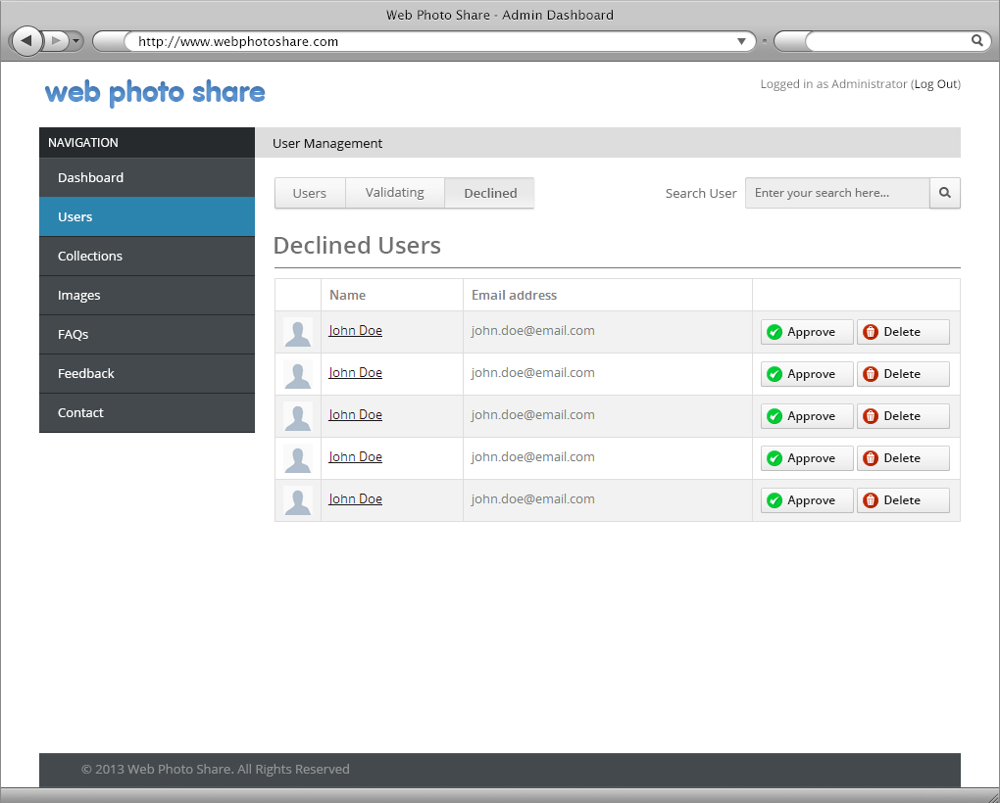 Web Photo Share - Admin Dashboard
http://www.webphotoshare.com
web photo share
Logged in as Administrator (Log Out)
NAVIGATION
Dashboard
Users
Collections
Images
FAQs
Feedback
Contact
User Management
Users Validating Declined Search User Enter your search here...
Declined Users
Name Email address
John Doe john.doe@email.com Approve Delete
John Doe john.doe@email.com Approve Delete
John Doe john.doe@email.com Approve Delete
John Doe john.doe@email.com Approve Delete
John Doe john.doe@email.com Approve Delete
© 2013 Web Photo Share. All Rights Reserved